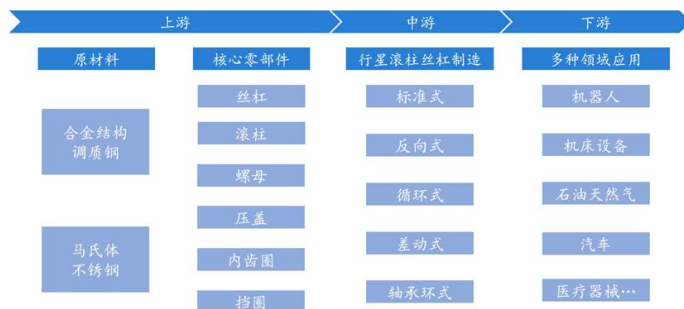 上游
中游
下游
原材料
核心零部件
行星滚柱丝杠制造
多种领域应用
合金结构
调质钢
马氏体
不锈钢
丝杠
滚柱
螺母
压盖
内齿圈
挡圈
标准式
反向式
循环式
差动式
轴承环式
机器人
机床设备
石油天然气
汽车
医疗器械…